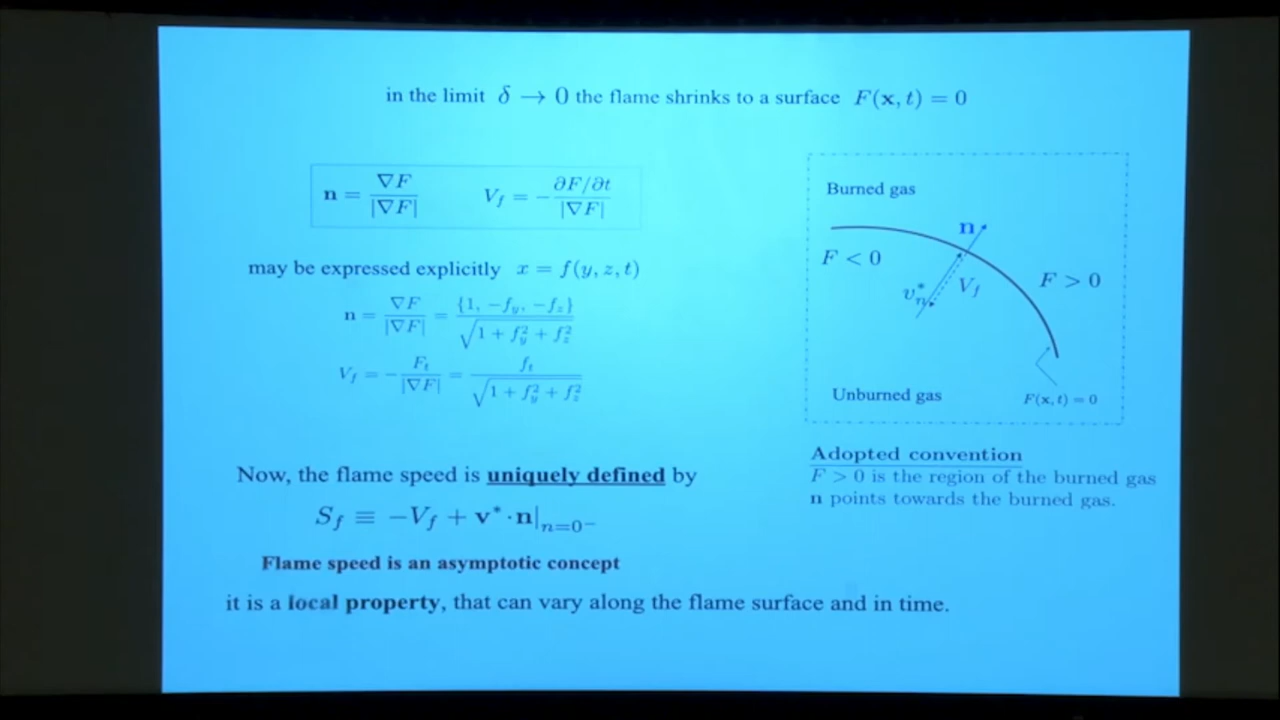 in the limit δ → 0 the flame shrinks to a surface F(x, t) = 0
n = ∇F / |∇F|    V_f = − ∂F/∂t / |∇F|
may be expressed explicitly x = f(y, z, t)
n = ∇F / |∇F| = {1, −f_y, −f_z} / √(1 + f_y² + f_z²)
V_f = − F_t / |∇F| = f_t / √(1 + f_y² + f_z²)
Now, the flame speed is uniquely defined by
S_f ≡ −V_f + v* · n|_{n=0⁻}
Flame speed is an asymptotic concept
it is a local property, that can vary along the flame surface and in time.
Burned gas
n
F < 0
F > 0
v_n*
V_f
Unburned gas
F(x, t) = 0
Adopted convention
F > 0 is the region of the burned gas
n points towards the burned gas.